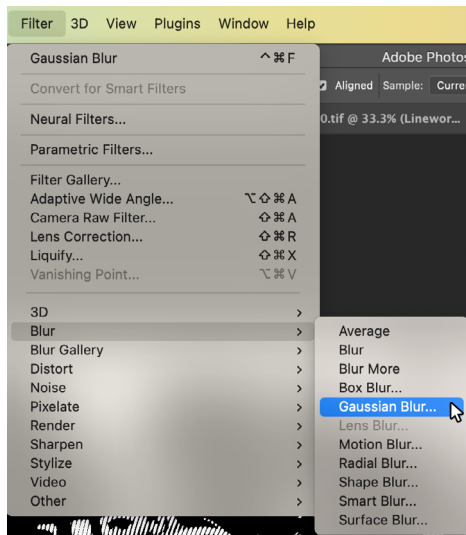 Filter 3D View Plugins Window Help
Gaussian Blur ^⌘F
Adobe Photos
Convert for Smart Filters
Aligned Sample: Curre
Neural Filters...
0.tif @ 33.3% (Linewor...
Parametric Filters...
Filter Gallery...
Adaptive Wide Angle... ⌥⇧⌘A
Camera Raw Filter... ⇧⌘A
Lens Correction... ⇧⌘R
Liquify... ⇧⌘X
Vanishing Point... ⌥⌘V
3D >
Blur >
Blur Gallery >
Distort >
Noise >
Pixelate >
Render >
Sharpen >
Stylize >
Video >
Other >
Average
Blur
Blur More
Box Blur...
Gaussian Blur...
Lens Blur...
Motion Blur...
Radial Blur...
Shape Blur...
Smart Blur...
Surface Blur...